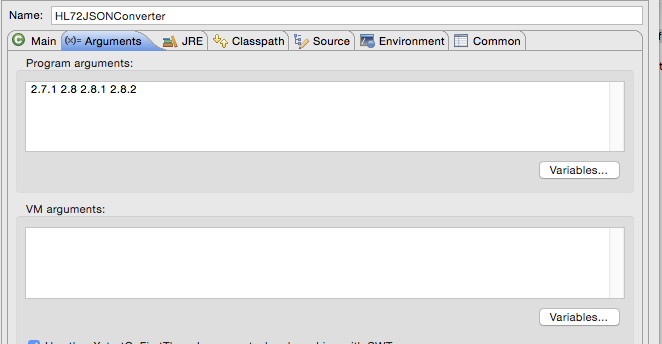 Name: HL72JSONConverter
Main (x)= Arguments JRE Classpath Source Environment Common
Program arguments:
2.7.1 2.8 2.8.1 2.8.2
Variables...
VM arguments:
Variables...